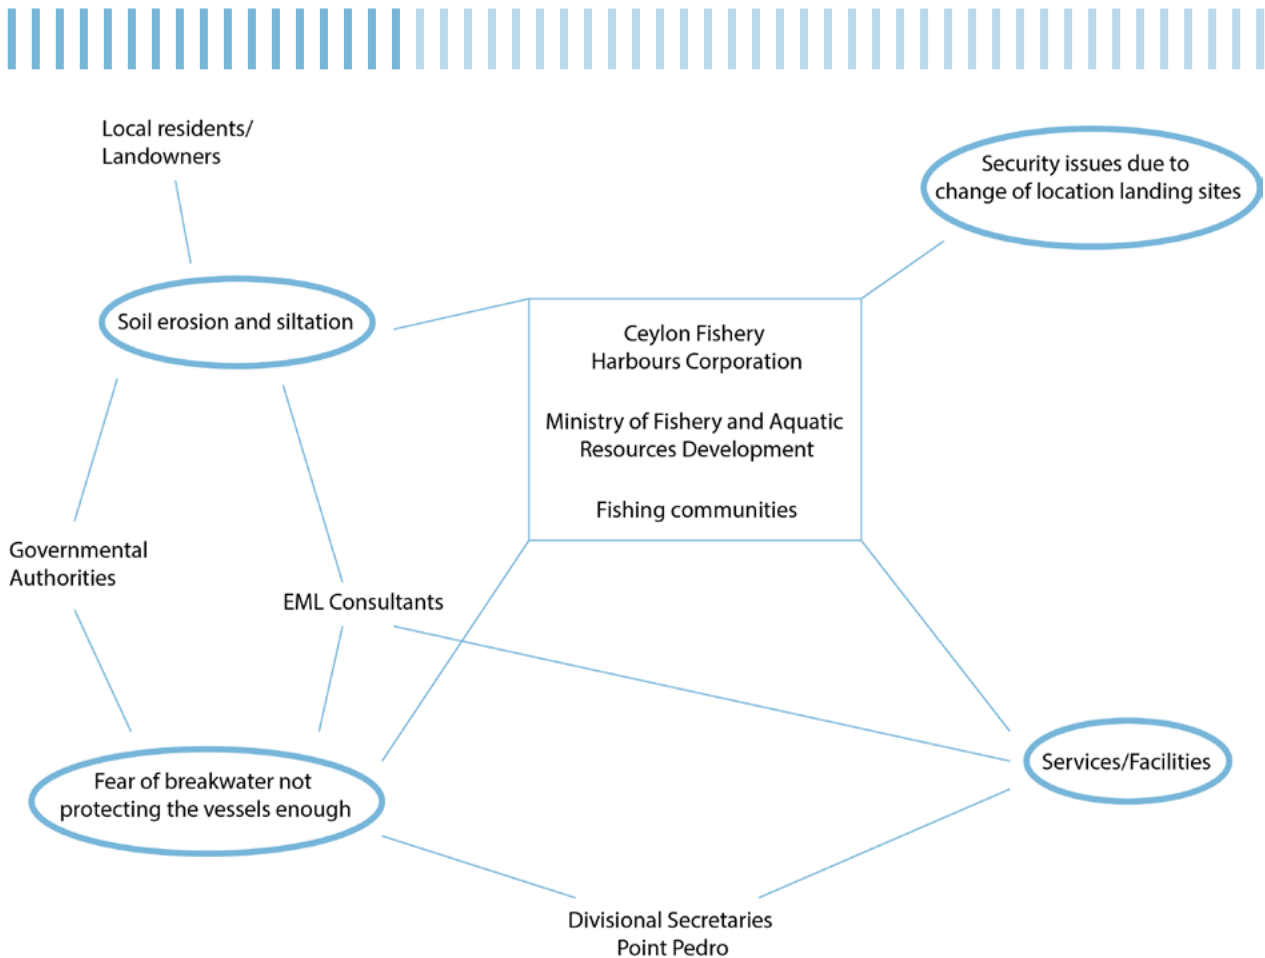 Local residents/
Landowners
Security issues due to
change of location landing sites
Soil erosion and siltation
Ceylon Fishery
Harbours Corporation
Ministry of Fishery and Aquatic
Resources Development
Fishing communities
Governmental
Authorities
EML Consultants
Fear of breakwater not
protecting the vessels enough
Services/Facilities
Divisional Secretaries
Point Pedro